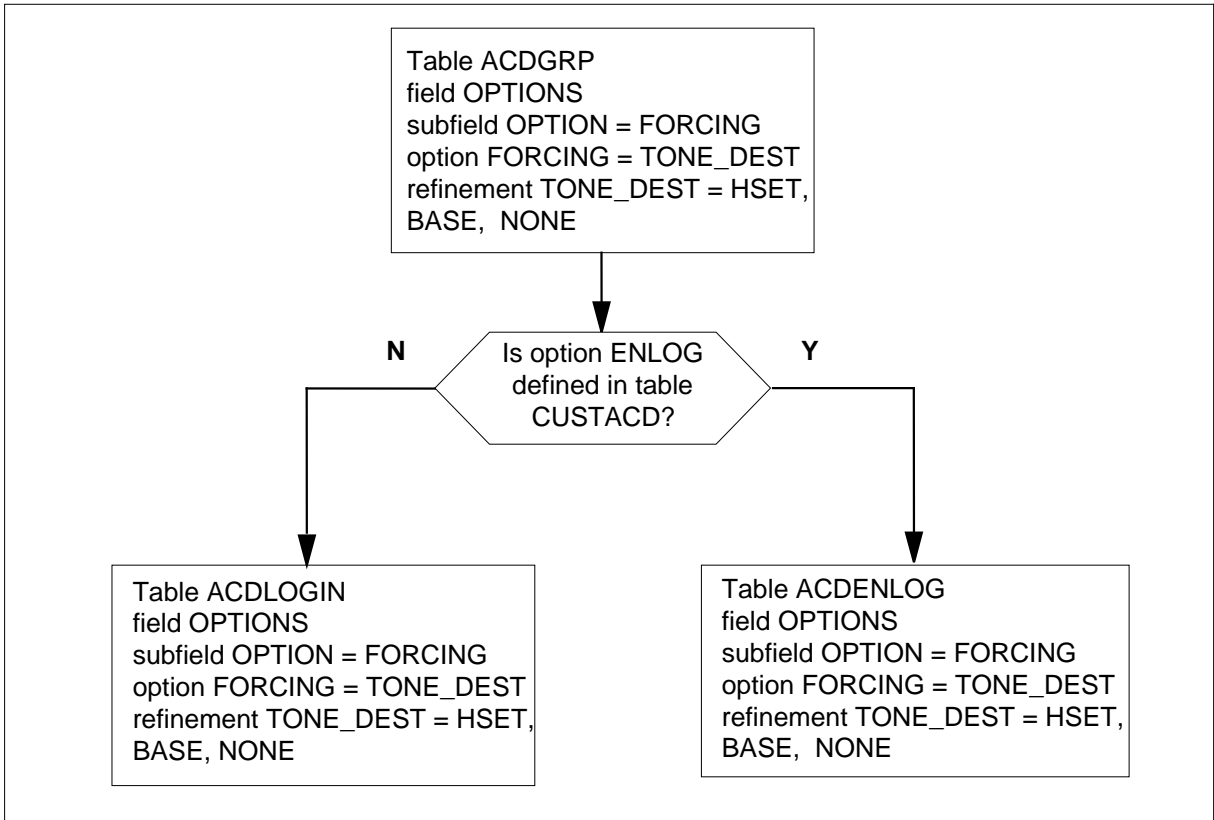 Table ACDGRP
field OPTIONS
subfield OPTION = FORCING
option FORCING = TONE_DEST
refinement TONE_DEST = HSET,
BASE,  NONE
N
Is option ENLOG
defined in table
CUSTACD?
Y
Table ACDLOGIN
field OPTIONS
subfield OPTION = FORCING
option FORCING = TONE_DEST
refinement TONE_DEST = HSET,
BASE, NONE
Table ACDENLOG
field OPTIONS
subfield OPTION = FORCING
option FORCING = TONE_DEST
refinement TONE_DEST = HSET,
BASE,  NONE